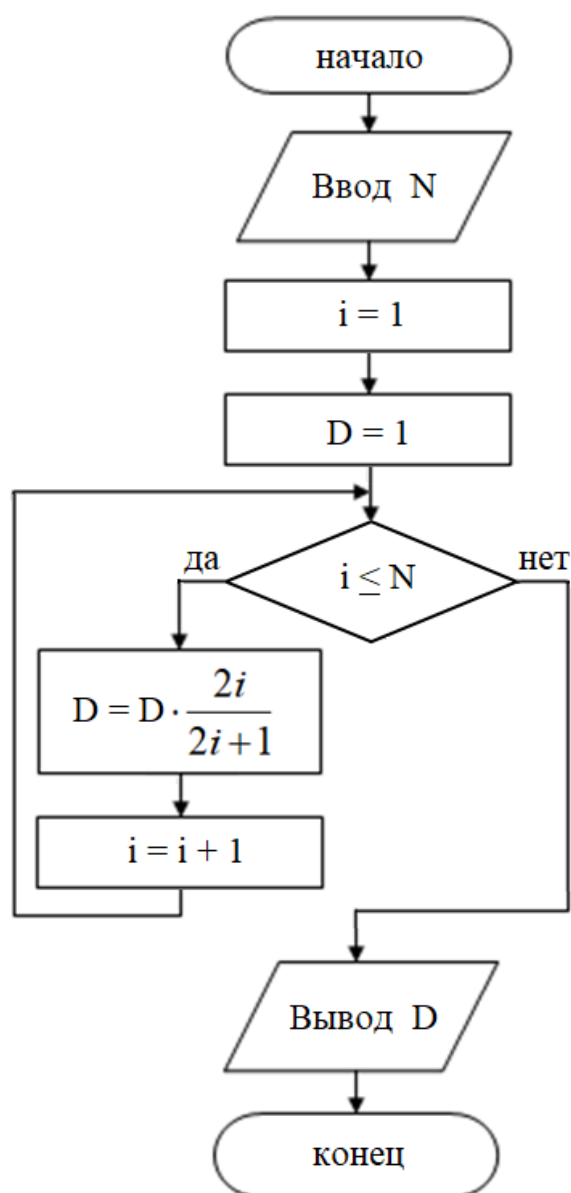 начало
Ввод N
i = 1
D = 1
да
i ≤ N
нет
D = D · 2i / 2i + 1
i = i + 1
Вывод D
конец